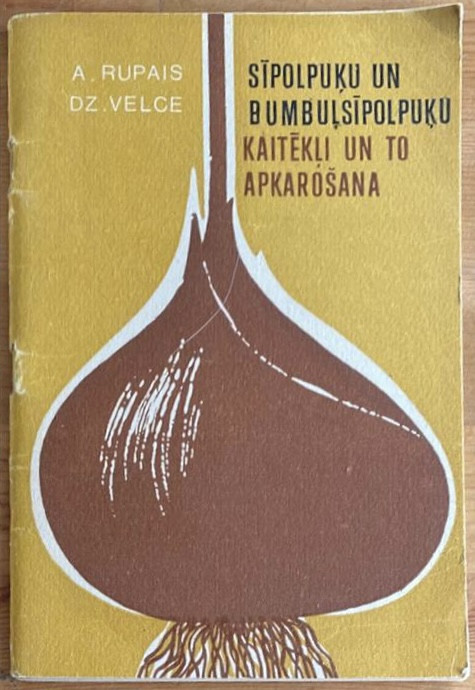 A. RUPAIS
DZ. VELCE
SĪPOLPUĶU UN
BUMBUĻSĪPOLPUĶU
KAITĒKĻI UN TO
APKAROŠANA